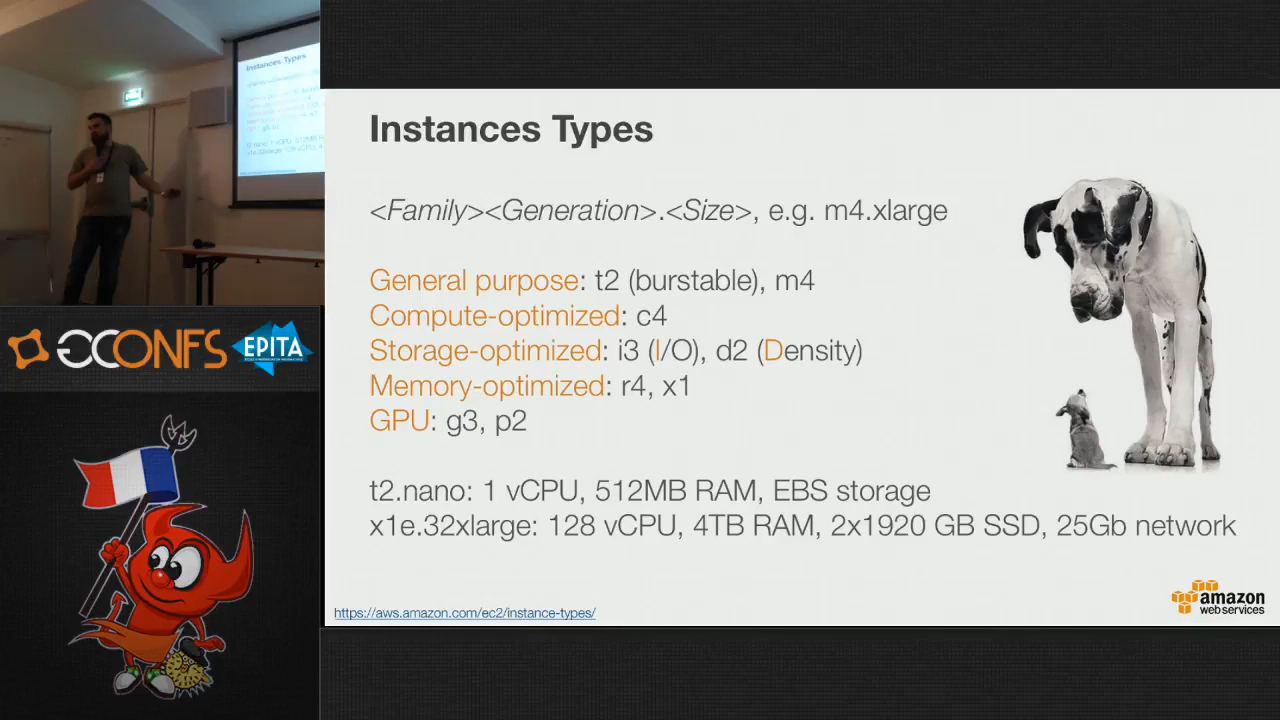 Instances Types
<Family><Generation>.<Size>, e.g. m4.xlarge
General purpose: t2 (burstable), m4
Compute-optimized: c4
Storage-optimized: i3 (I/O), d2 (Density)
Memory-optimized: r4, x1
GPU: g3, p2
t2.nano: 1 vCPU, 512MB RAM, EBS storage
x1e.32xlarge: 128 vCPU, 4TB RAM, 2x1920 GB SSD, 25Gb network
https://aws.amazon.com/ec2/instance-types/
amazon
web services
Instances Types
GCONFS
EPITA